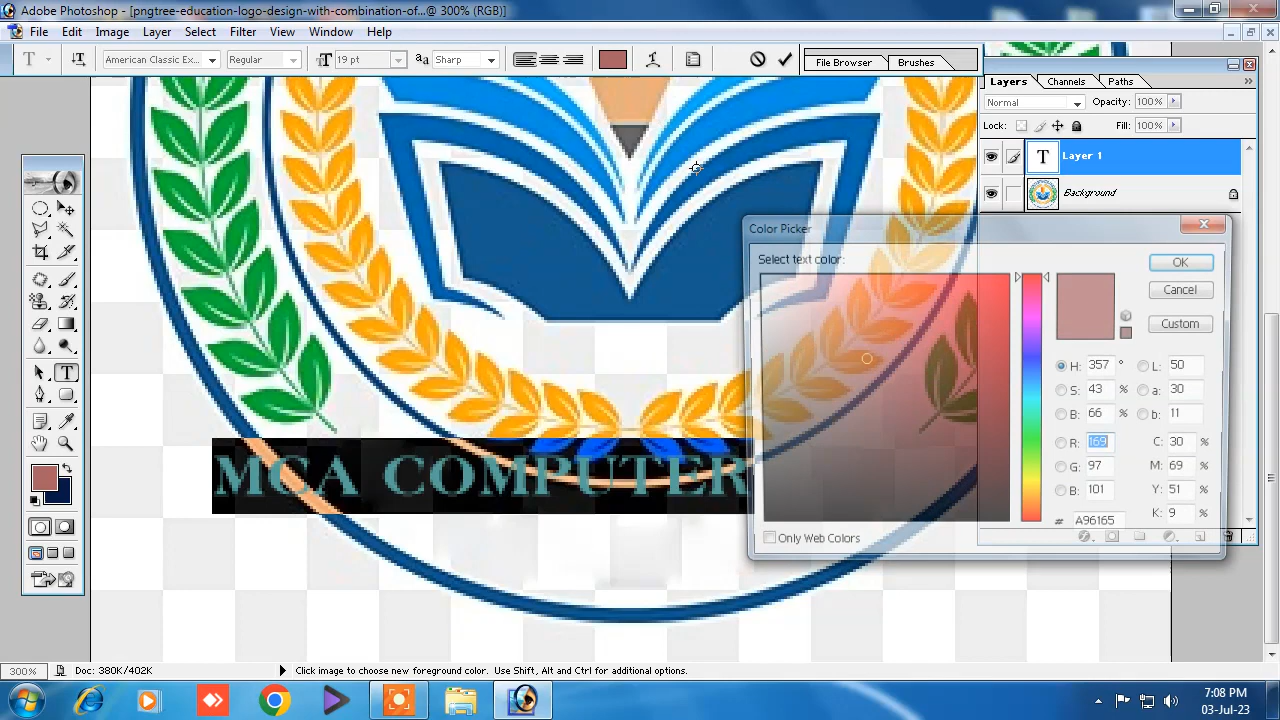 Adobe Photoshop - [pngtree-education-logo-design-with-combination-of...@ 300% (RGB)]
File Edit Image Layer Select Filter View Window Help
American Classic Ex... Regular pt Sharp File Browser Brushes
Layers Channels Paths
Normal Opacity: 100%
Lock: Fill: 100%
T Layer 1
Background
Color Picker
Select text color:
OK
Cancel
Custom
H: 357 ° L: 50
S: 43 % a: 30
B: 66 % b: 11
R: 169 C: 30 %
G: 97 M: 69 %
B: 101 Y: 51 %
K: 9 %
# A96165
Only Web Colors
MCA COMPUTER
300% Doc: 380K/402K Click image to choose new foreground color. Use Shift, Alt and Ctrl for additional options.
7:08 PM
03-Jul-23